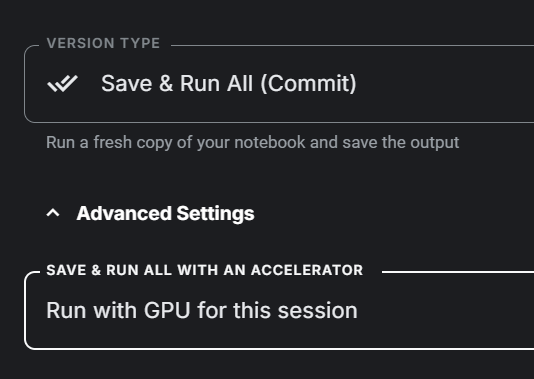 VERSION TYPE
Save & Run All (Commit)
Run a fresh copy of your notebook and save the output
Advanced Settings
SAVE & RUN ALL WITH AN ACCELERATOR
Run with GPU for this session